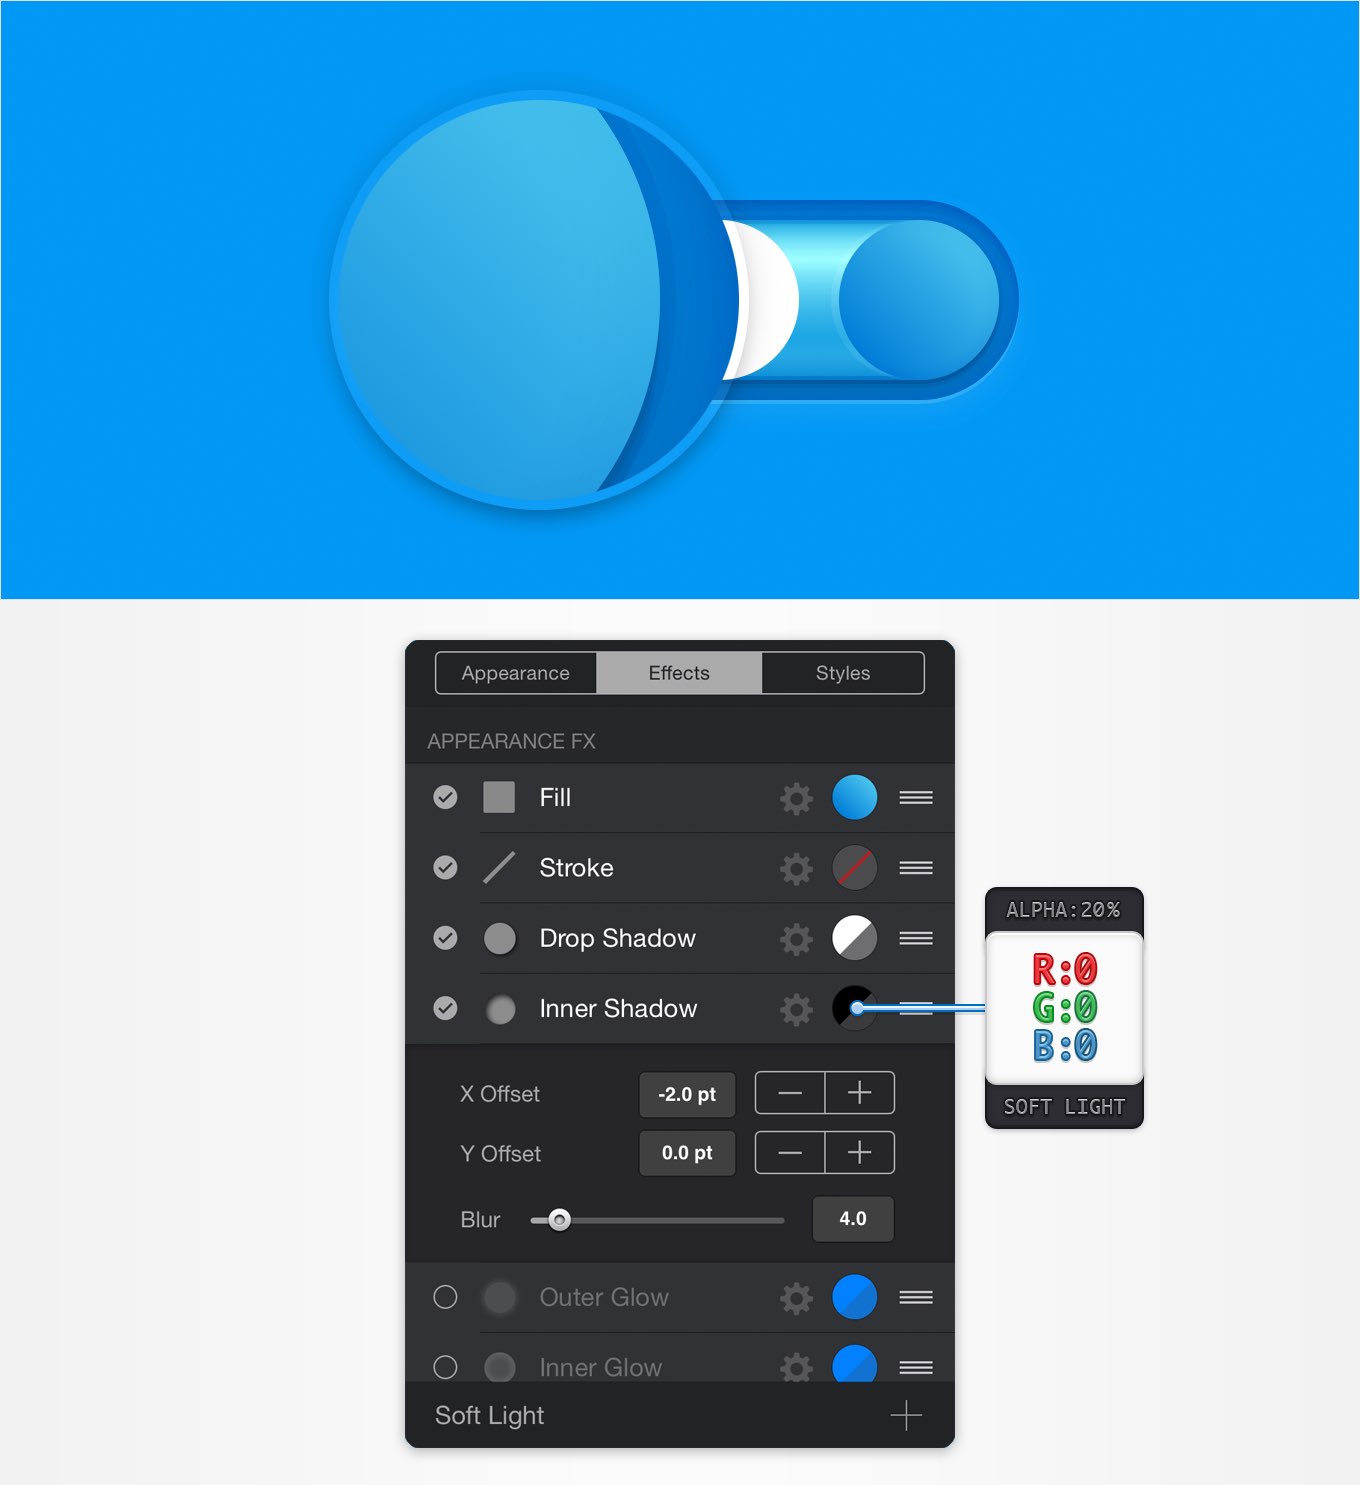 Appearance Effects Styles
APPEARANCE FX
Fill
Stroke
Drop Shadow
Inner Shadow
ALPHA:20%
R:0
G:0
B:0
SOFT LIGHT
X Offset -2.0 pt
Y Offset 0.0 pt
Blur 4.0
Outer Glow
Inner Glow
Soft Light